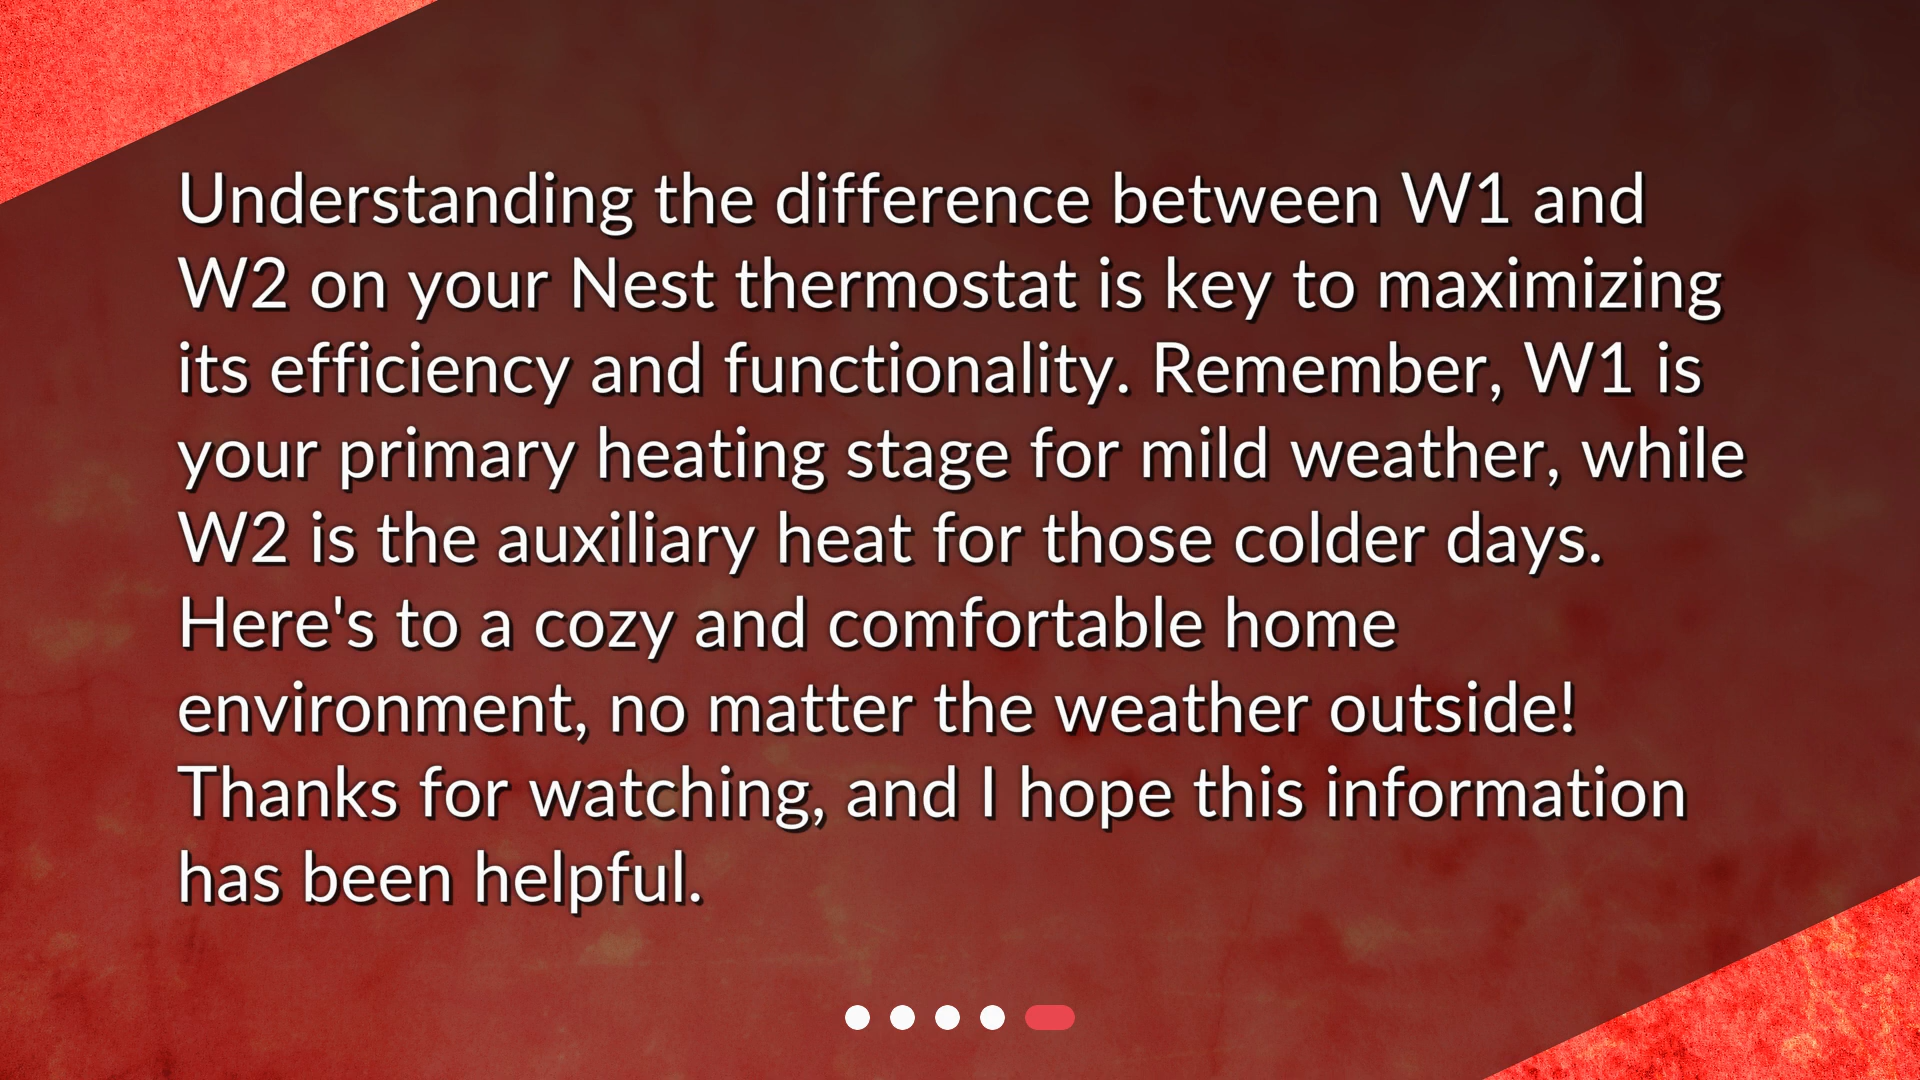 Understanding the difference between W1 and
W2 on your Nest thermostat is key to maximizing
its efficiency and functionality. Remember, W1 is
your primary heating stage for mild weather, while
W2 is the auxiliary heat for those colder days.
Here's to a cozy and comfortable home
environment, no matter the weather outside!
Thanks for watching, and I hope this information
has been helpful.